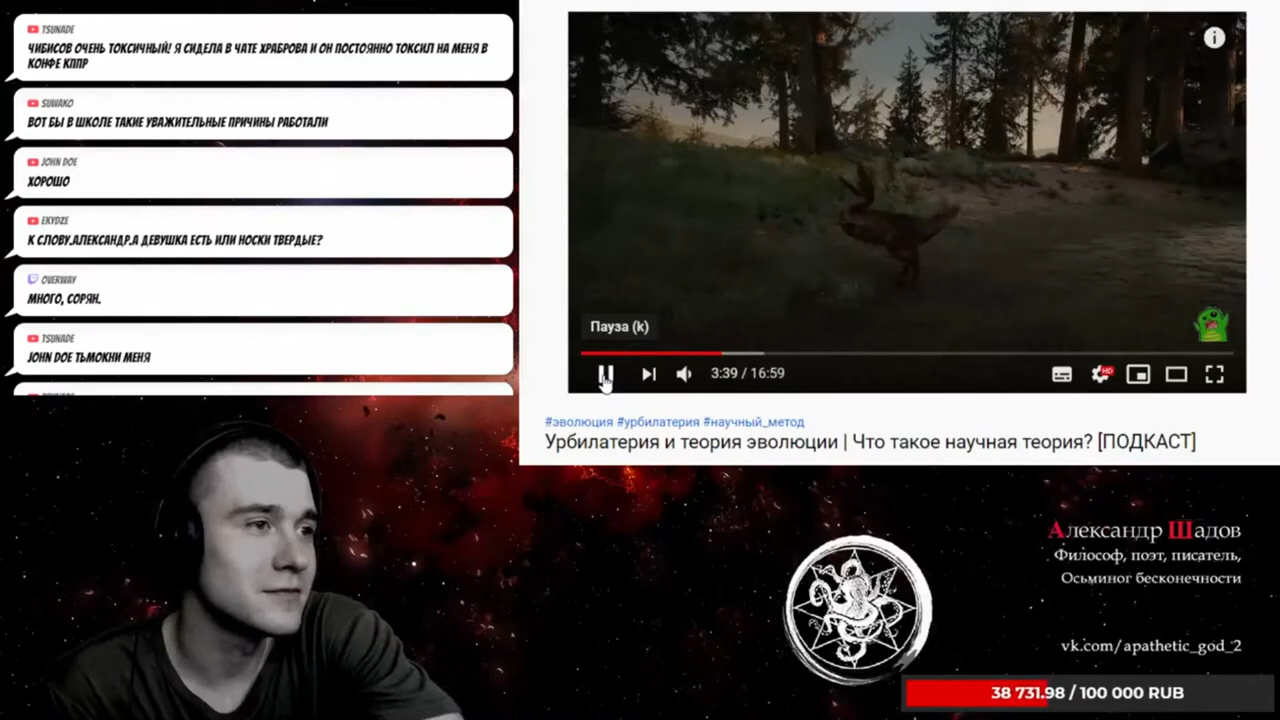 TSUNADE
ЧИБИСОВ ОЧЕНЬ ТОКСИЧНЫЙ! Я СИДЕЛА В ЧАТЕ ХРАБРОВА И ОН ПОСТОЯННО ТОКСИЛ НА МЕНЯ В
КОНФЕ КППР
SUWAKO
ВОТ БЫ В ШКОЛЕ ТАКИЕ УВАЖИТЕЛЬНЫЕ ПРИЧИНЫ РАБОТАЛИ
JOHN DOE
ХОРОШО
EKYDZE
К СЛОВУ.АЛЕКСАНДР.А ДЕВУШКА ЕСТЬ ИЛИ НОСКИ ТВЕРДЫЕ?
OVERWAY
МНОГО, СОРЯН.
TSUNADE
JOHN DOE ТЬМОКНИ МЕНЯ
Пауза (k)
3:39 / 16:59
HD
#эволюция #урбилатерия #научный_метод
Урбилатерия и теория эволюции | Что такое научная теория? [ПОДКАСТ]
Александр Шадов
Философ, поэт, писатель,
Осьминог бесконечности
vk.com/apathetic_god_2
38 731.98 / 100 000 RUB